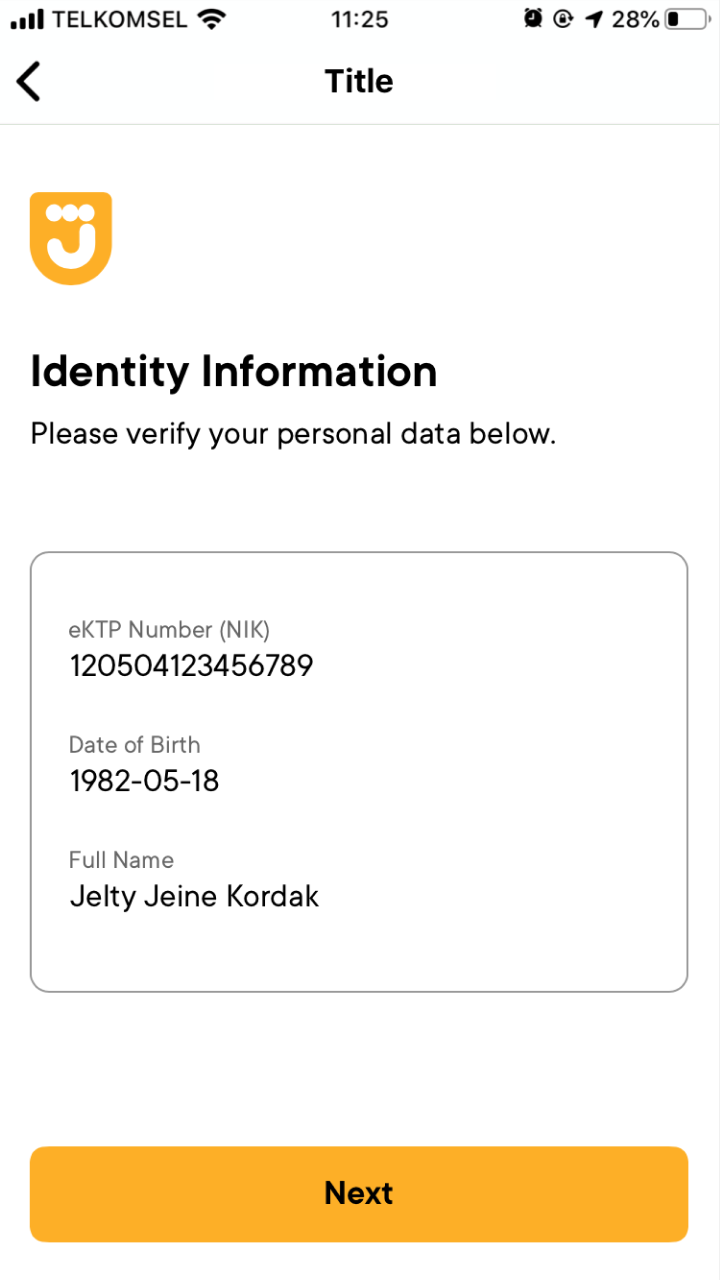 TELKOMSEL 11:25 28%
Title
Identity Information
Please verify your personal data below.
eKTP Number (NIK)
120504123456789
Date of Birth
1982-05-18
Full Name
Jelty Jeine Kordak
Next